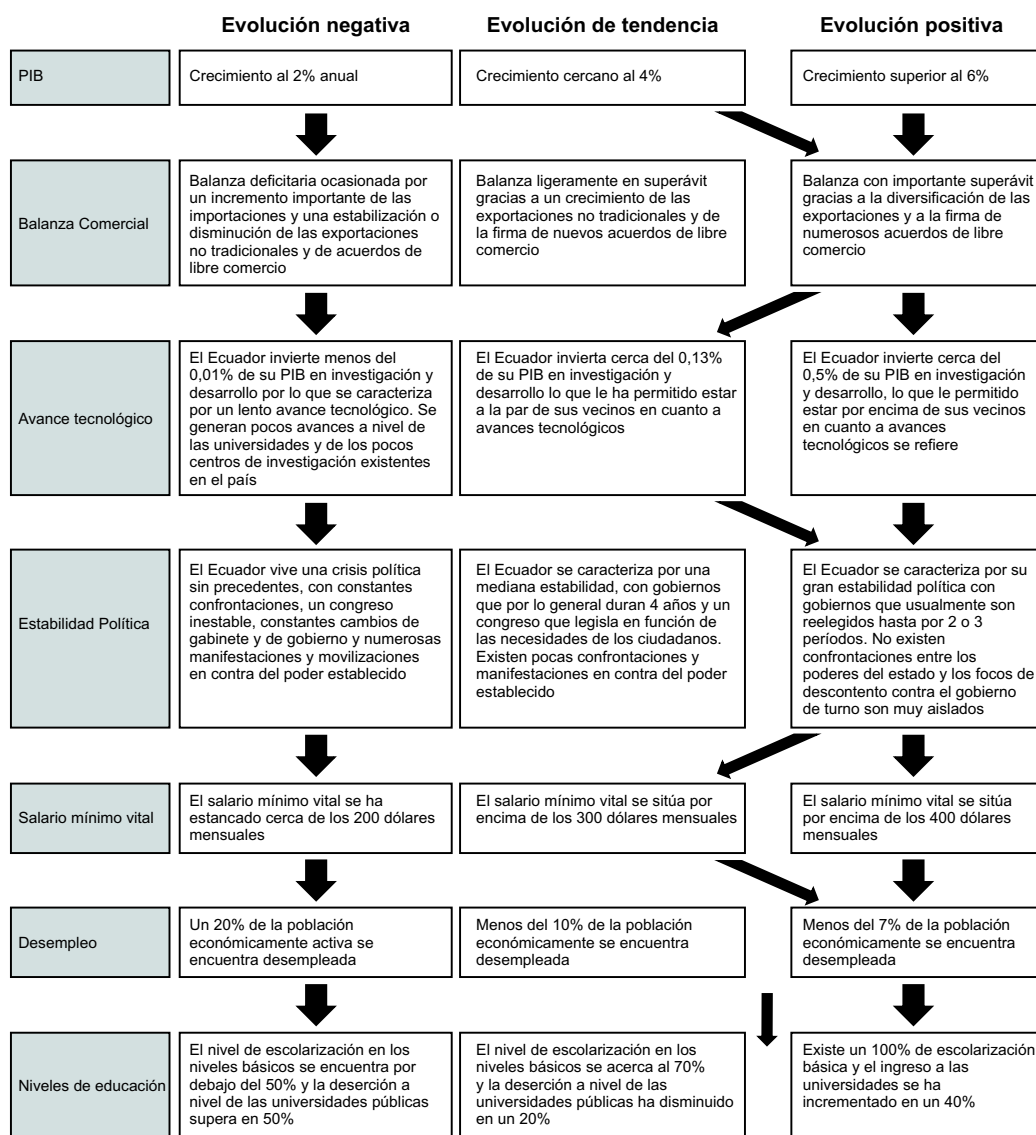 Evolución negativa
Evolución de tendencia
Evolución positiva
PIB
Crecimiento al 2% anual
Crecimiento cercano al 4%
Crecimiento superior al 6%
Balanza Comercial
Balanza deficitaria ocasionada por
un incremento importante de las
importaciones y una estabilización o
disminución de las exportaciones
no tradicionales y de acuerdos de
libre comercio
Balanza ligeramente en superávit
gracias a un crecimiento de las
exportaciones no tradicionales y de
la firma de nuevos acuerdos de libre
comercio
Balanza con importante superávit
gracias a la diversificación de las
exportaciones y a la firma de
numerosos acuerdos de libre
comercio
Avance tecnológico
El Ecuador invierte menos del
0,01% de su PIB en investigación y
desarrollo por lo que se caracteriza
por un lento avance tecnológico. Se
generan pocos avances a nivel de
las universidades y de los pocos
centros de investigación existentes
en el país
El Ecuador invierta cerca del 0,13%
de su PIB en investigación y
desarrollo lo que le ha permitido estar
a la par de sus vecinos en cuanto a
avances tecnológicos
El Ecuador invierte cerca del
0,5% de su PIB en investigación
y desarrollo, lo que le permitido
estar por encima de sus vecinos
en cuanto a avances
tecnológicos se refiere
Estabilidad Política
El Ecuador vive una crisis política
sin precedentes, con constantes
confrontaciones, un congreso
inestable, constantes cambios de
gabinete y de gobierno y numerosas
manifestaciones y movilizaciones
en contra del poder establecido
El Ecuador se caracteriza por una
mediana estabilidad, con gobiernos
que por lo general duran 4 años y un
congreso que legisla en función de
las necesidades de los ciudadanos.
Existen pocas confrontaciones y
manifestaciones en contra del poder
establecido
El Ecuador se caracteriza por su
gran estabilidad política con
gobiernos que usualmente son
reelegidos hasta por 2 o 3
períodos. No existen
confrontaciones entre los
poderes del estado y los focos de
descontento contra el gobierno
de turno son muy aislados
Salario mínimo vital
El salario mínimo vital se ha
estancado cerca de los 200 dólares
mensuales
El salario mínimo vital se sitúa por
encima de los 300 dólares mensuales
El salario mínimo vital se sitúa
por encima de los 400 dólares
mensuales
Desempleo
Un 20% de la población
económicamente activa se
encuentra desempleada
Menos del 10% de la población
económicamente se encuentra
desempleada
Menos del 7% de la población
económicamente se encuentra
desempleada
Niveles de educación
El nivel de escolarización en los
niveles básicos se encuentra por
debajo del 50% y la deserción a
nivel de las universidades públicas
supera en 50%
El nivel de escolarización en los
niveles básicos se acerca al 70%
y la deserción a nivel de las
universidades públicas ha disminuido
en un 20%
Existe un 100% de escolarización
básica y el ingreso a las
universidades se ha
incrementado en un 40%